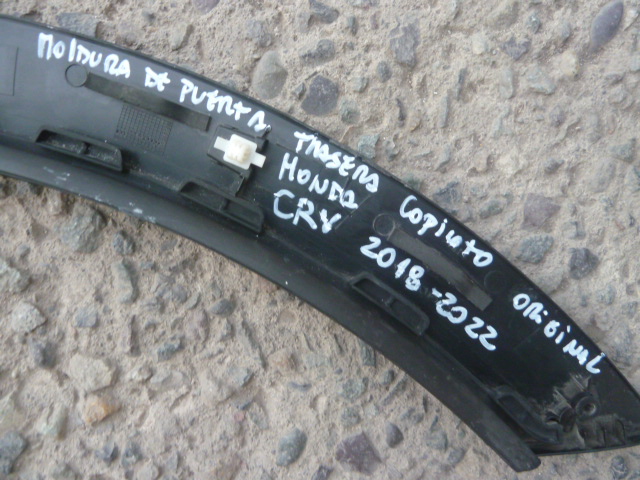 MOLDURA DE PUERTA TRASERA COPILOTO ORIGINAL
HONDA
CRV 2018-2022